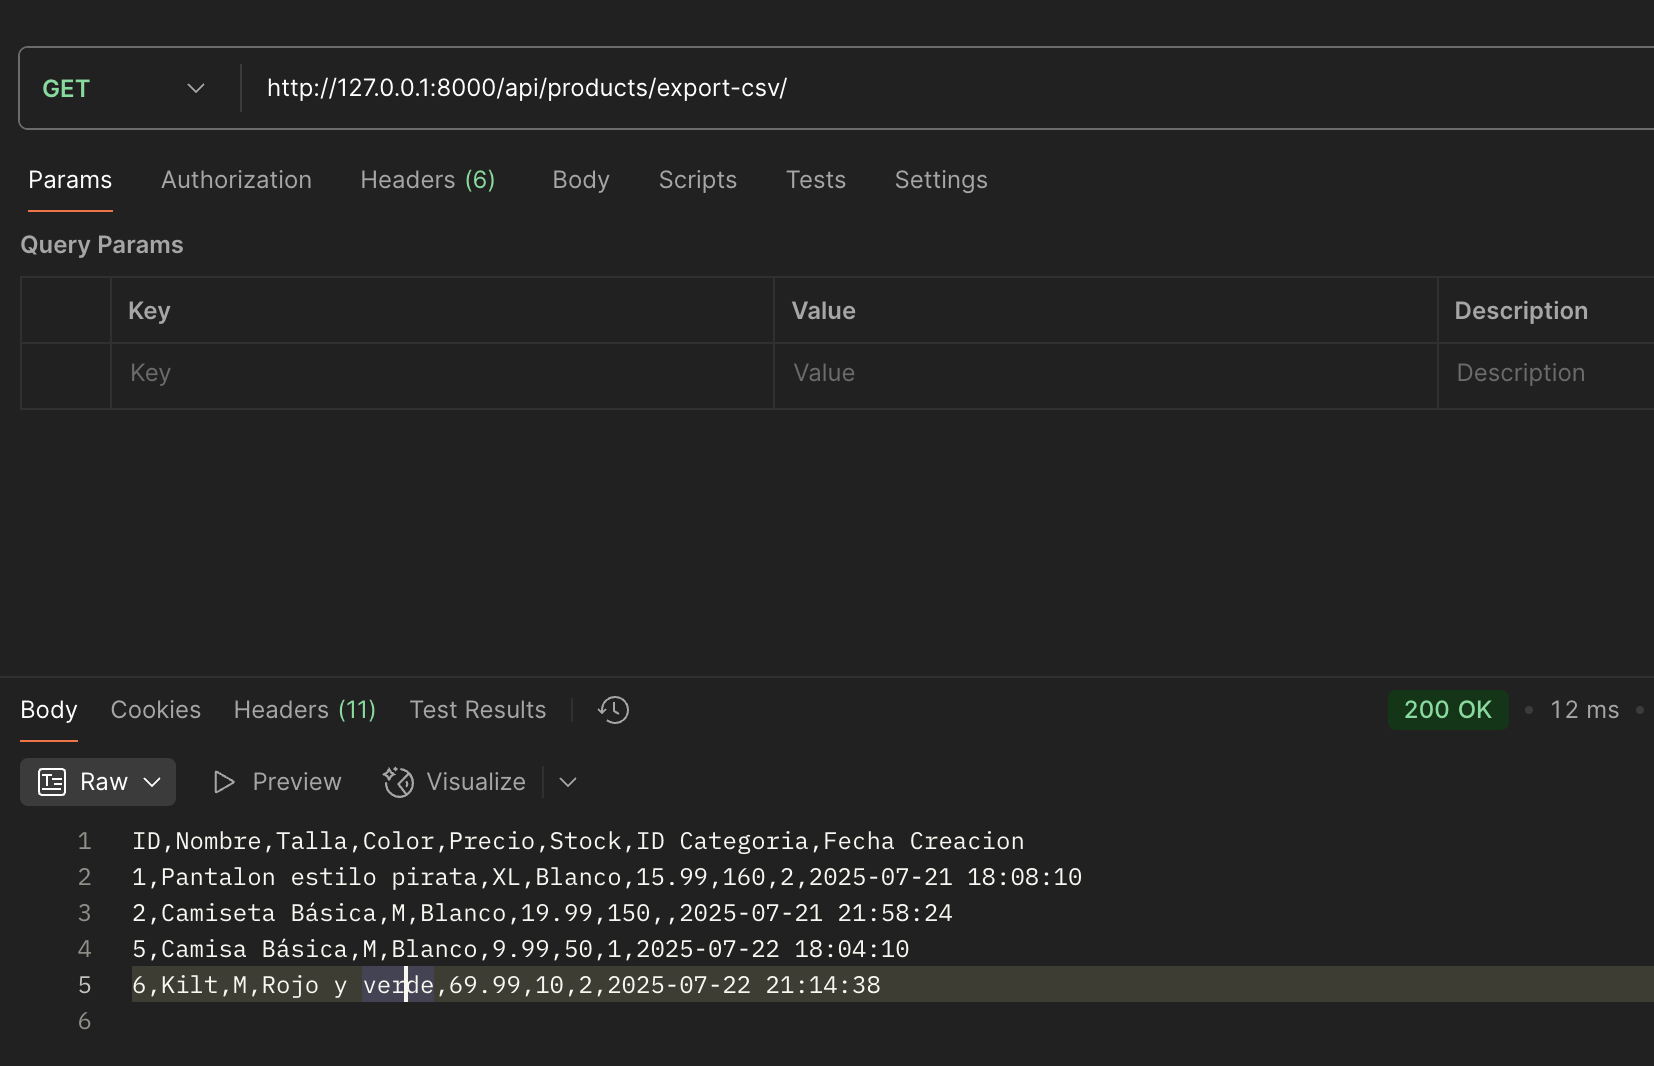 GET http://127.0.0.1:8000/api/products/export-csv/
Params Authorization Headers (6) Body Scripts Tests Settings
Query Params
Key Value Description
Key Value Description
Body Cookies Headers (11) Test Results 200 OK • 12 ms •
Raw Preview Visualize
1 ID,Nombre,Talla,Color,Precio,Stock,ID Categoria,Fecha Creacion
2 1,Pantalon estilo pirata,XL,Blanco,15.99,160,2,2025-07-21 18:08:10
3 2,Camiseta Básica,M,Blanco,19.99,150,,2025-07-21 21:58:24
4 5,Camisa Básica,M,Blanco,9.99,50,1,2025-07-22 18:04:10
5 6,Kilt,M,Rojo y verde,69.99,10,2,2025-07-22 21:14:38
6